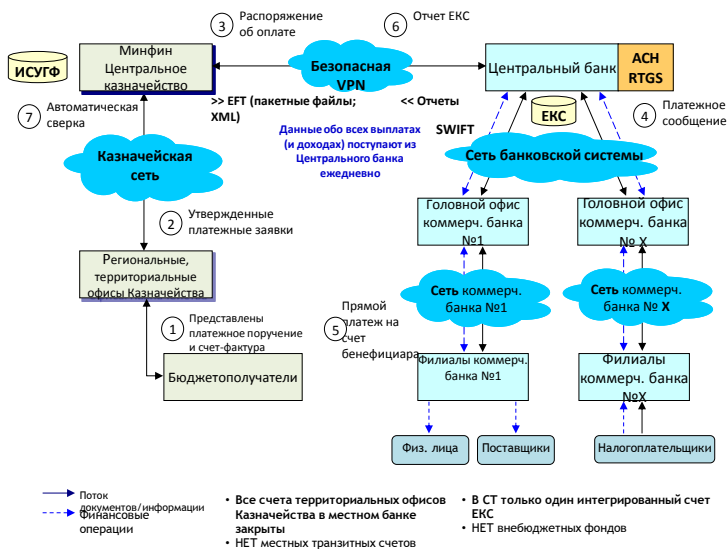 3
Распоряжение
об оплате
6
Отчет ЕКС
Минфин
Центральное
казначейство
ИСУГФ
Безопасная
VPN
Центральный банк
ACH
RTGS
>> EFT (пакетные файлы;
XML)
<< Отчеты
7
Автоматическая
сверка
Данные обо всех выплатах
(и доходах) поступают из
Центрального банка
ежедневно
SWIFT
ЕКС
4
Платежное
сообщение
Казначейская
сеть
Сеть банковской системы
2
Утвержденные
платежные заявки
Головной офис
коммерч. банка
№1
Головной офис
коммерч. банка
№ X
Региональные,
территориальные
офисы Казначейства
Сеть коммерч.
банка №1
Сеть коммерч.
банка № X
1
Представлены
платежное поручение
и счет-фактура
5
Прямой
платеж на
счет
бенефициара
Бюджетополучатели
Филиалы коммерч.
банка №1
Филиалы
коммерч. банка
№X
Физ. лица
Поставщики
Налогоплательщики
Поток
документов/информации
Финансовые
операции
• Все счета территориальных офисов
Казначейства в местном банке
закрыты
• НЕТ местных транзитных счетов
• В СТ только один интегрированный счет
ЕКС
• НЕТ внебюджетных фондов